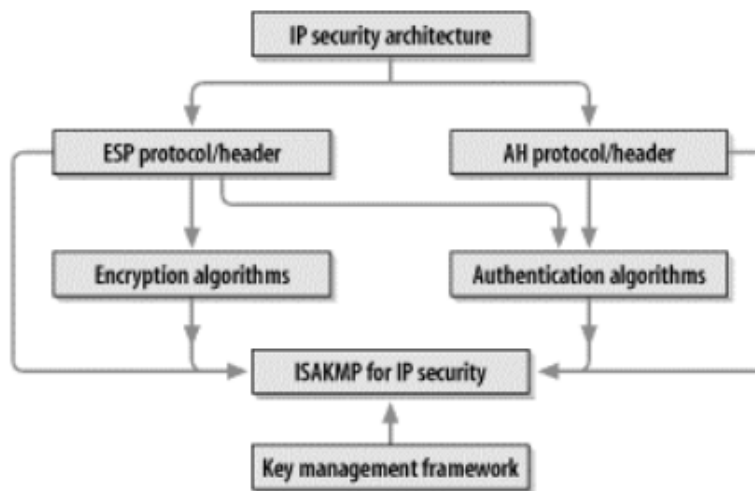 IP security architecture
ESP protocol/header
AH protocol/header
Encryption algorithms
Authentication algorithms
ISAKMP for IP security
Key management framework